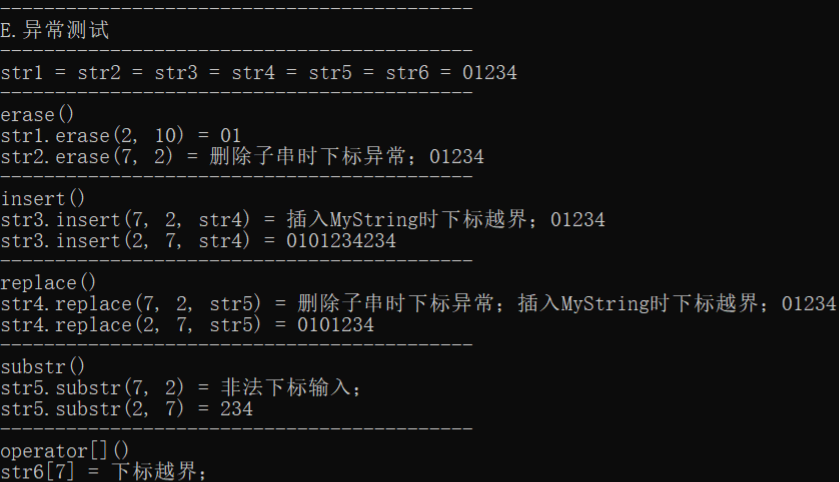 -------------------------------------------
E.异常测试
-------------------------------------------
str1 = str2 = str3 = str4 = str5 = str6 = 01234
-------------------------------------------
erase()
str1.erase(2, 10) = 01
str2.erase(7, 2) = 删除子串时下标异常；01234
-------------------------------------------
insert()
str3.insert(7, 2, str4) = 插入MyString时下标越界；01234
str3.insert(2, 7, str4) = 0101234234
-------------------------------------------
replace()
str4.replace(7, 2, str5) = 删除子串时下标异常；插入MyString时下标越界；01234
str4.replace(2, 7, str5) = 0101234
-------------------------------------------
substr()
str5.substr(7, 2) = 非法下标输入；
str5.substr(2, 7) = 234
-------------------------------------------
operator[]()
str6[7] = 下标越界；